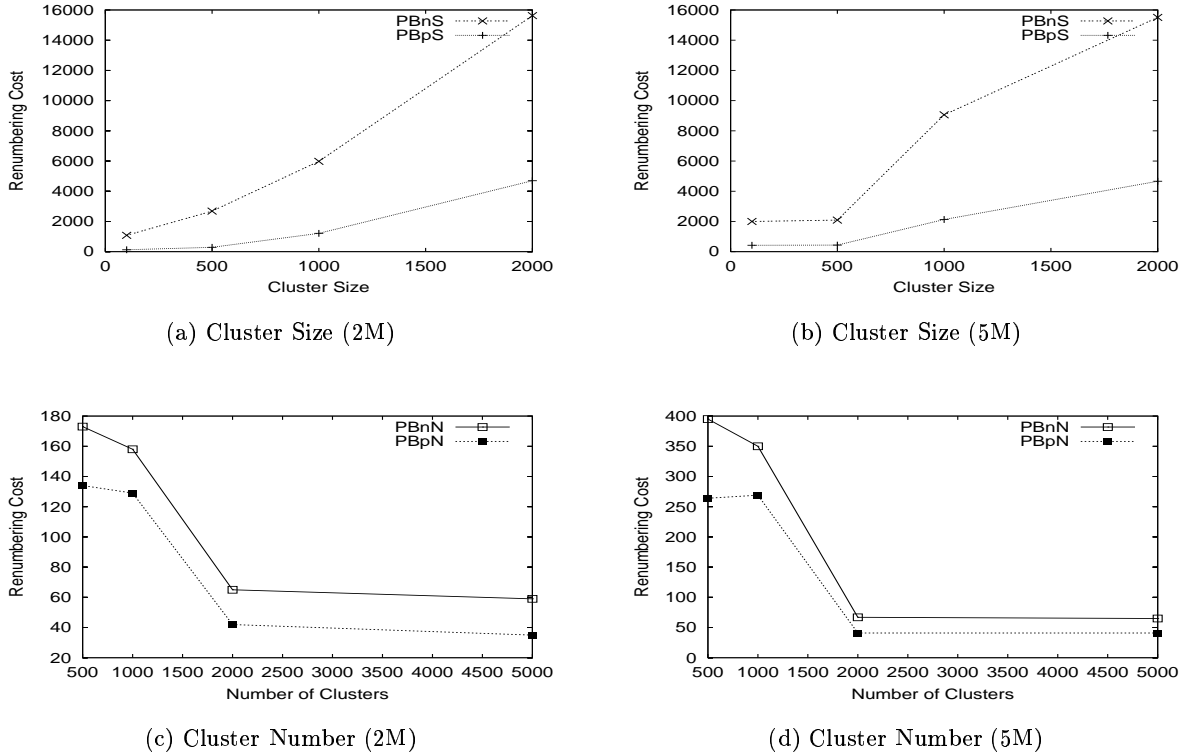 16000
14000
12000
10000
8000
6000
4000
2000
0
Renumbering Cost
PBnS
PBpS
0 500 1000 1500 2000
Cluster Size
(a) Cluster Size (2M)
16000
14000
12000
10000
8000
6000
4000
2000
0
Renumbering Cost
PBnS
PBpS
0 500 1000 1500 2000
Cluster Size
(b) Cluster Size (5M)
180
160
140
120
100
80
60
40
20
Renumbering Cost
PBnN
PBpN
500 1000 1500 2000 2500 3000 3500 4000 4500 5000
Number of Clusters
(c) Cluster Number (2M)
400
350
300
250
200
150
100
50
0
Renumbering Cost
PBnN
PBpN
500 1000 1500 2000 2500 3000 3500 4000 4500 5000
Number of Clusters
(d) Cluster Number (5M)